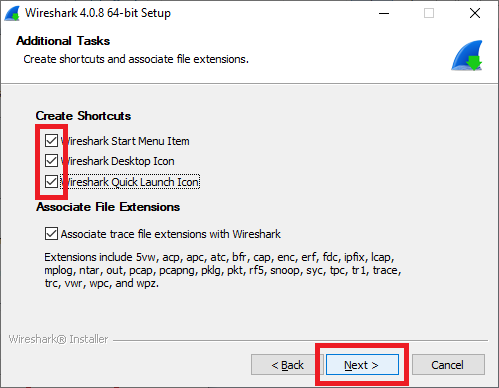 Wireshark 4.0.8 64-bit Setup
Additional Tasks
Create shortcuts and associate file extensions.
Create Shortcuts
Wireshark Start Menu Item
Wireshark Desktop Icon
Wireshark Quick Launch Icon
Associate File Extensions
Associate trace file extensions with Wireshark
Extensions include 5vw, acp, apc, atc, bfr, cap, enc, erf, fdc, ipfix, lcap,
mplog, ntar, out, pcap, pcapng, pklg, pkt, rf5, snoop, syc, tpc, tr1, trace,
trc, vwr, wpc, and wpz.
Wireshark® Installer
< Back Next > Cancel